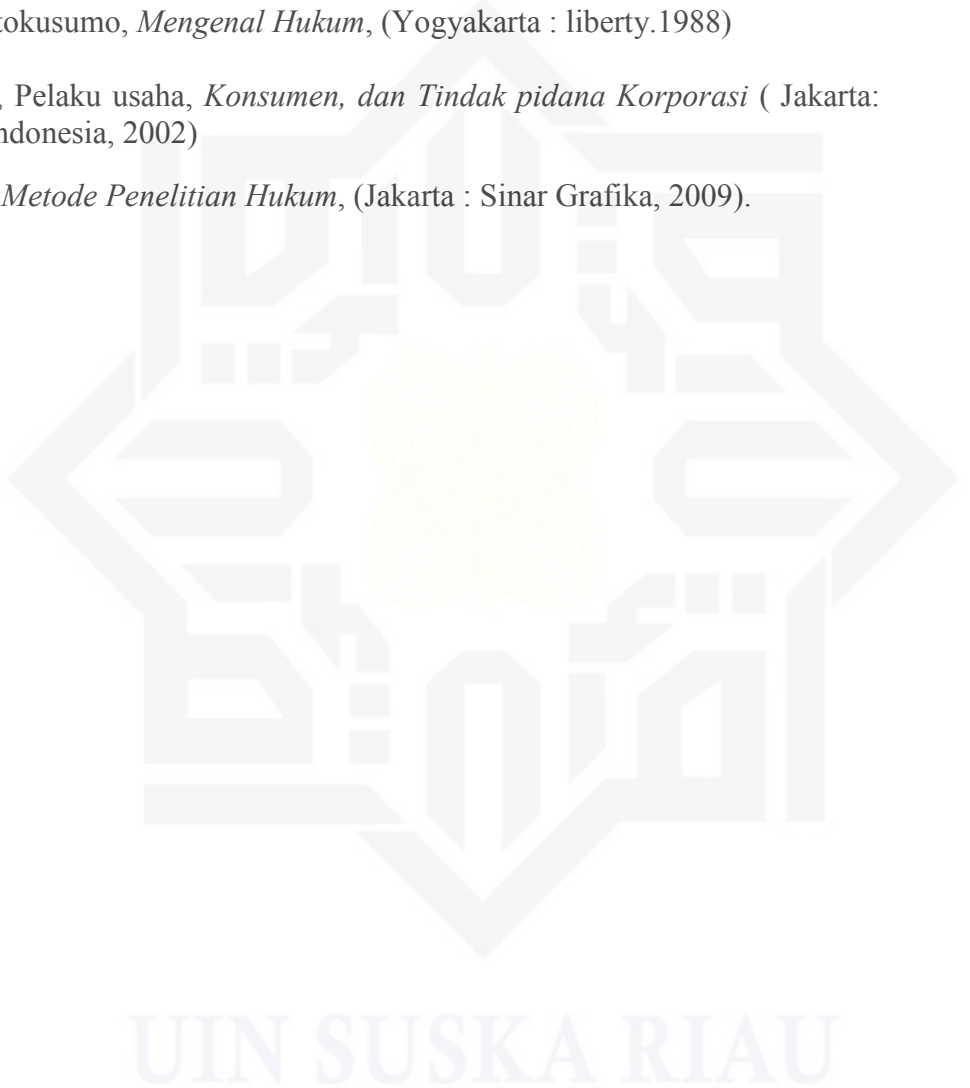 tokusumo, Mengenal Hukum, (Yogyakarta : liberty.1988)
, Pelaku usaha, Konsumen, dan Tindak pidana Korporasi ( Jakarta:
ndonesia, 2002)
Metode Penelitian Hukum, (Jakarta : Sinar Grafika, 2009).
UIN SUSKA RIAU